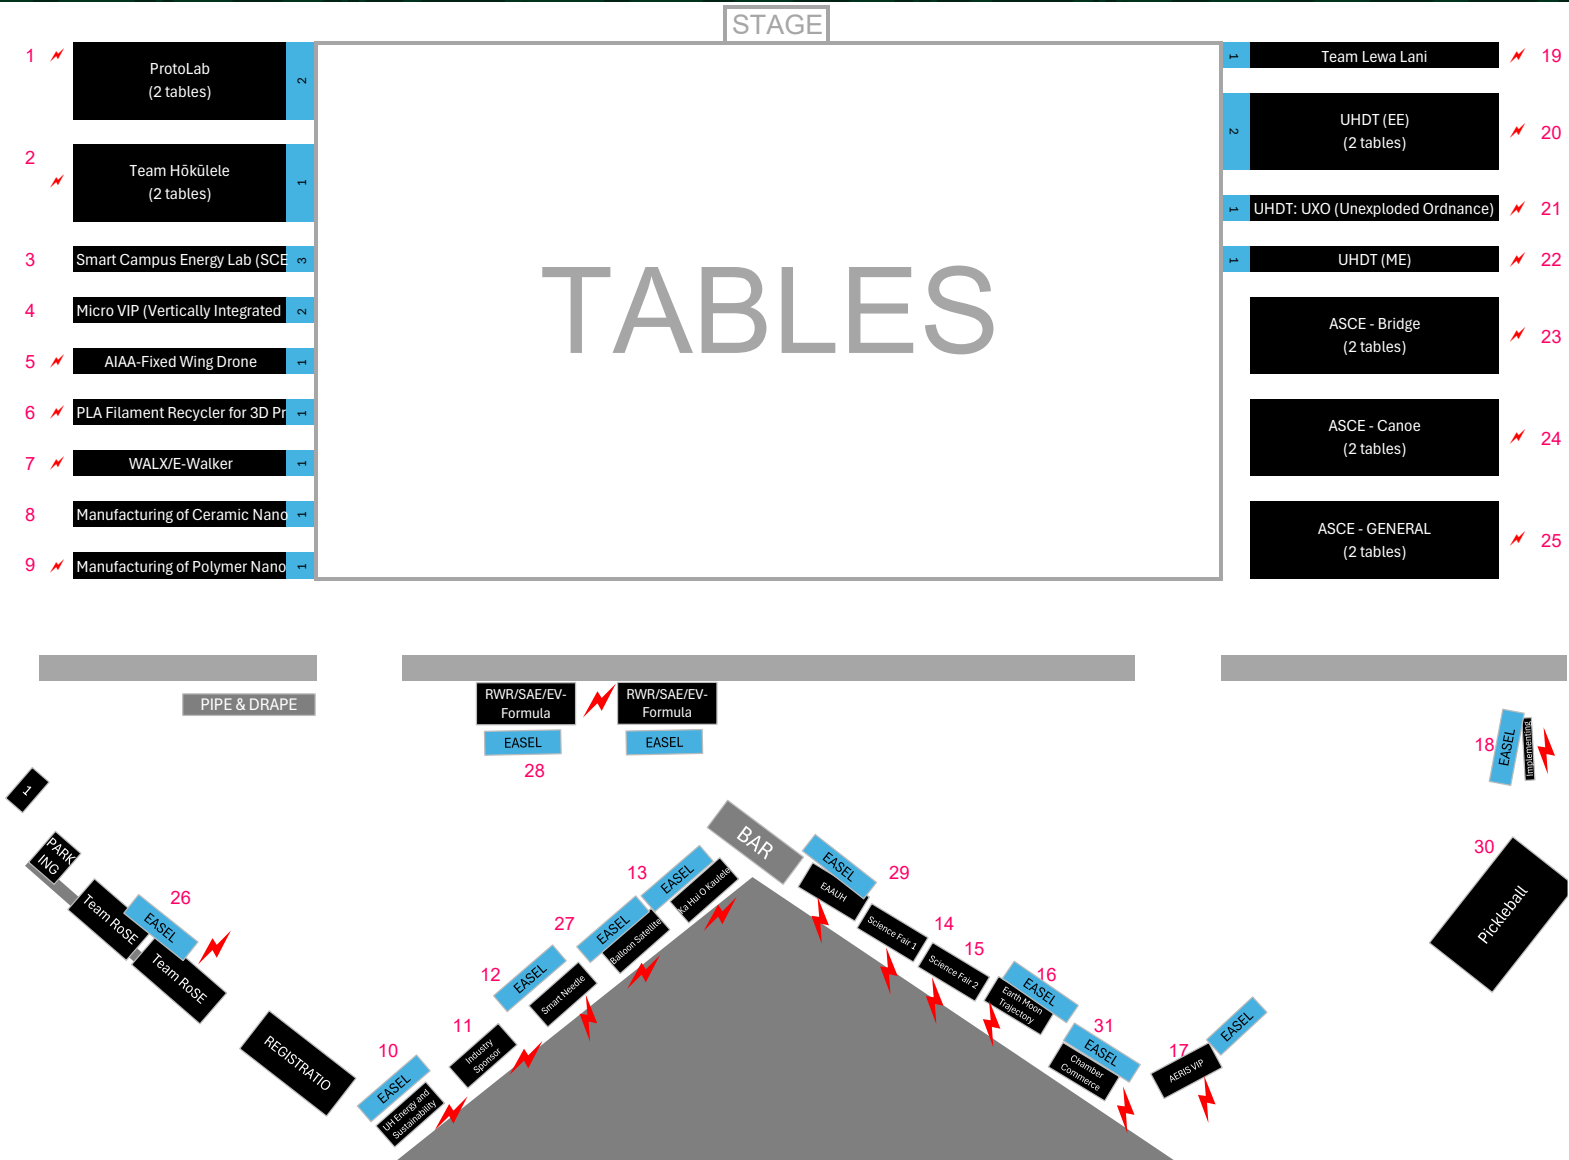 STAGE
TABLES
1
ProtoLab
(2 tables)
2
2
Team Hōkūlele
(2 tables)
1
3
Smart Campus Energy Lab (SCE
3
4
Micro VIP (Vertically Integrated
2
5
AIAA-Fixed Wing Drone
1
6
PLA Filament Recycler for 3D Pr
1
7
WALX/E-Walker
1
8
Manufacturing of Ceramic Nano
1
9
Manufacturing of Polymer Nano
1
1
Team Lewa Lani
19
2
UHDT (EE)
(2 tables)
20
1
UHDT: UXO (Unexploded Ordnance)
21
1
UHDT (ME)
22
ASCE - Bridge
(2 tables)
23
ASCE - Canoe
(2 tables)
24
ASCE - GENERAL
(2 tables)
25
PIPE & DRAPE
RWR/SAE/EV-
Formula
EASEL
28
RWR/SAE/EV-
Formula
EASEL
18
EASEL
Implementing
1
PARK
ING
Team RoSE
EASEL
26
Team RoSE
REGISTRATIO
10
EASEL
UH Energy and
Sustainability
11
Industry
Sponsor
12
EASEL
Smart Needle
27
EASEL
Balloon Satellite
13
EASEL
Ka Hui O Kaulele
BAR
EASEL
29
EAAUH
14
Science Fair 1
15
Science Fair 2
16
EASEL
Earth Moon
Trajectory
31
EASEL
Chamber
Commerce
17
EASEL
AERIS VIP
30
Pickleball